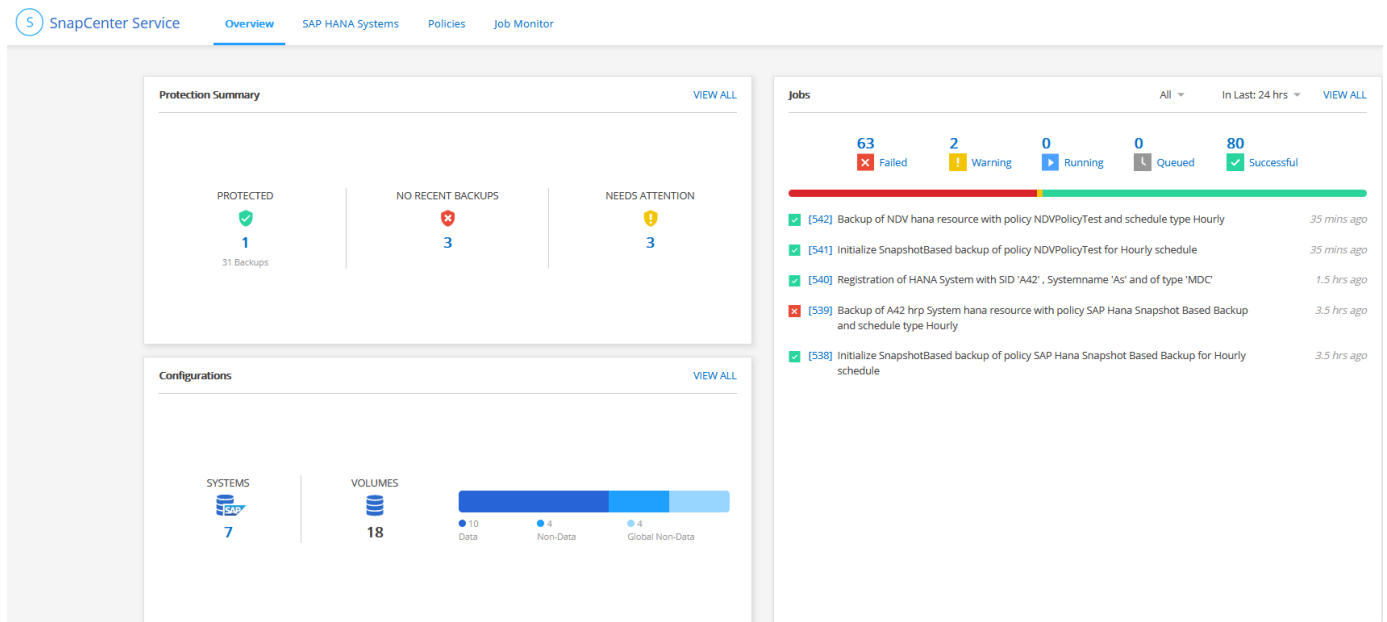 S SnapCenter Service Overview SAP HANA Systems Policies Job Monitor
Protection Summary VIEW ALL
PROTECTED NO RECENT BACKUPS NEEDS ATTENTION
1 3 3
31 Backups
Configurations VIEW ALL
SYSTEMS VOLUMES
SAP
7 18
10 4 4
Data Non-Data Global Non-Data
Jobs All In Last: 24 hrs VIEW ALL
63 2 0 0 80
Failed Warning Running Queued Successful
[542] Backup of NDV hana resource with policy NDVPolicyTest and schedule type Hourly 35 mins ago
[541] Initialize SnapshotBased backup of policy NDVPolicyTest for Hourly schedule 35 mins ago
[540] Registration of HANA System with SID 'A42' , Systemname 'As' and of type 'MDC' 1.5 hrs ago
[539] Backup of A42 hrp System hana resource with policy SAP Hana Snapshot Based Backup 3.5 hrs ago
and schedule type Hourly
[538] Initialize SnapshotBased backup of policy SAP Hana Snapshot Based Backup for Hourly 3.5 hrs ago
schedule